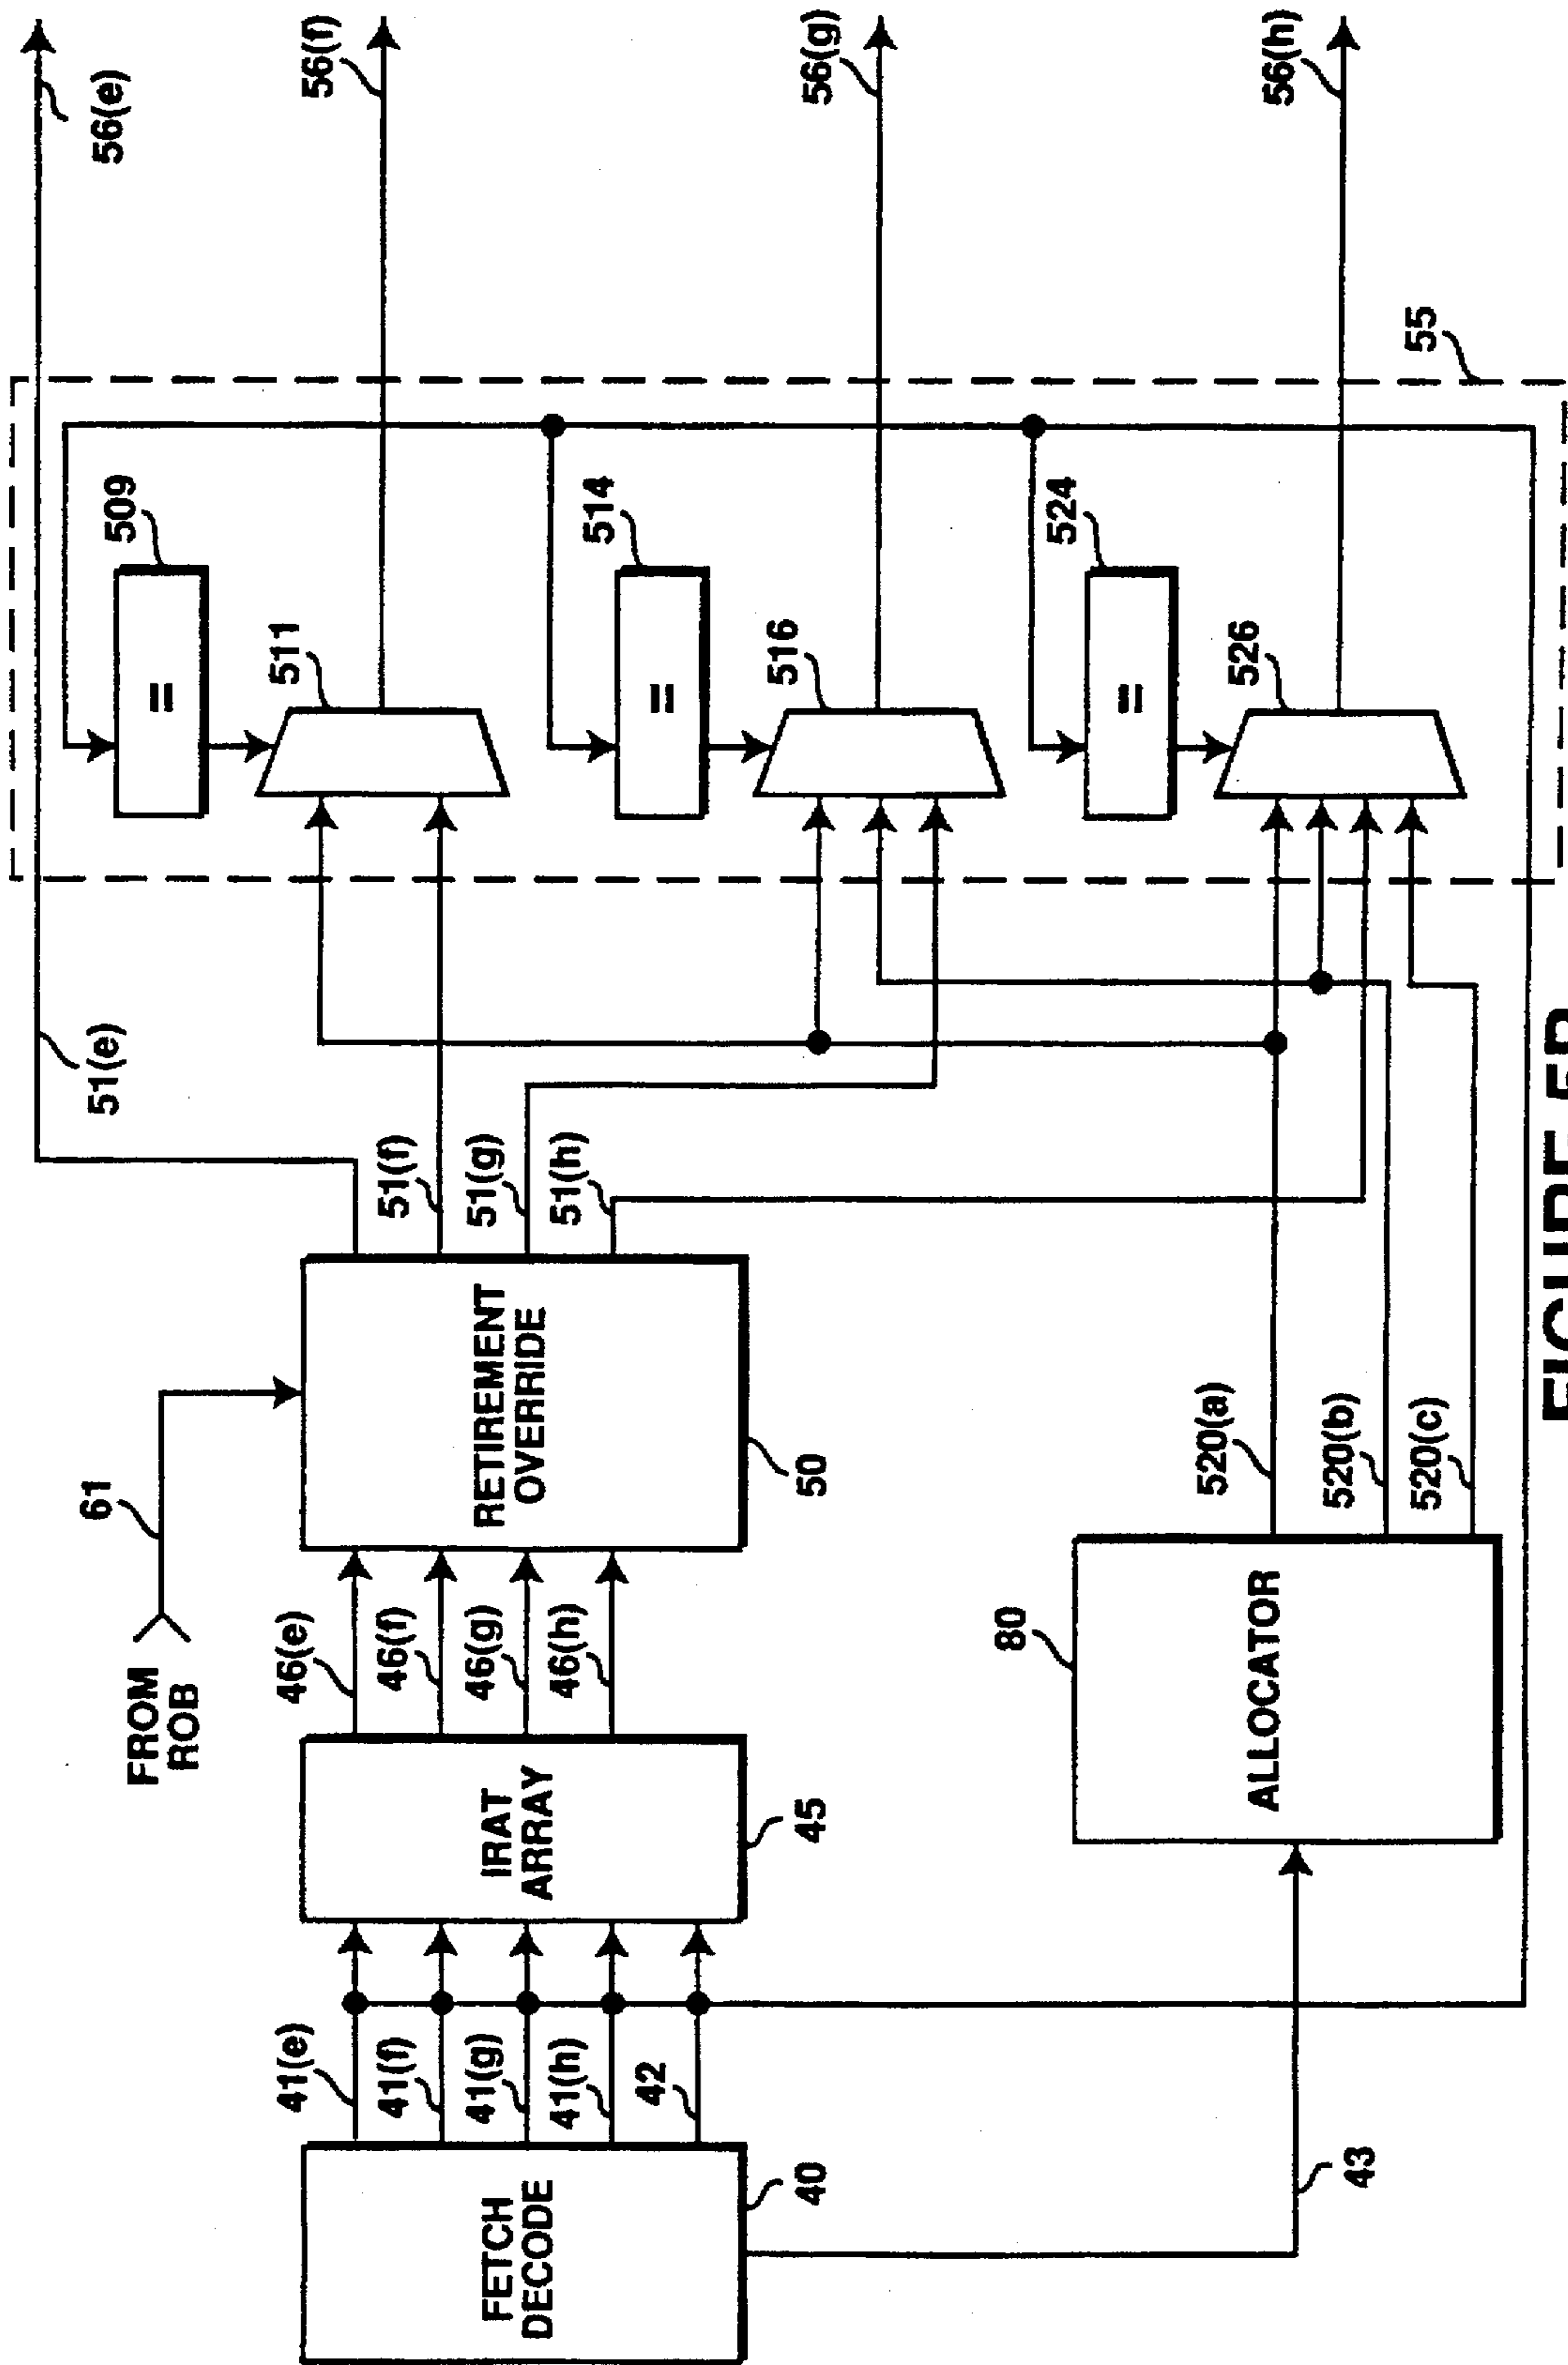 56(e)
56(f)
56(g)
56(h)
55
509
=
511
514
=
516
524
=
526
51(e)
51(f)
51(g)
51(h)
61
FROM
ROB
RETIREMENT
OVERRIDE
50
520(a)
520(b)
520(c)
46(e)
46(f)
46(g)
46(h)
IRAT
ARRAY
45
80
ALLOCATOR
41(e)
41(f)
41(g)
41(h)
42
FETCH
DECODE
40
43
FIGURE 5B